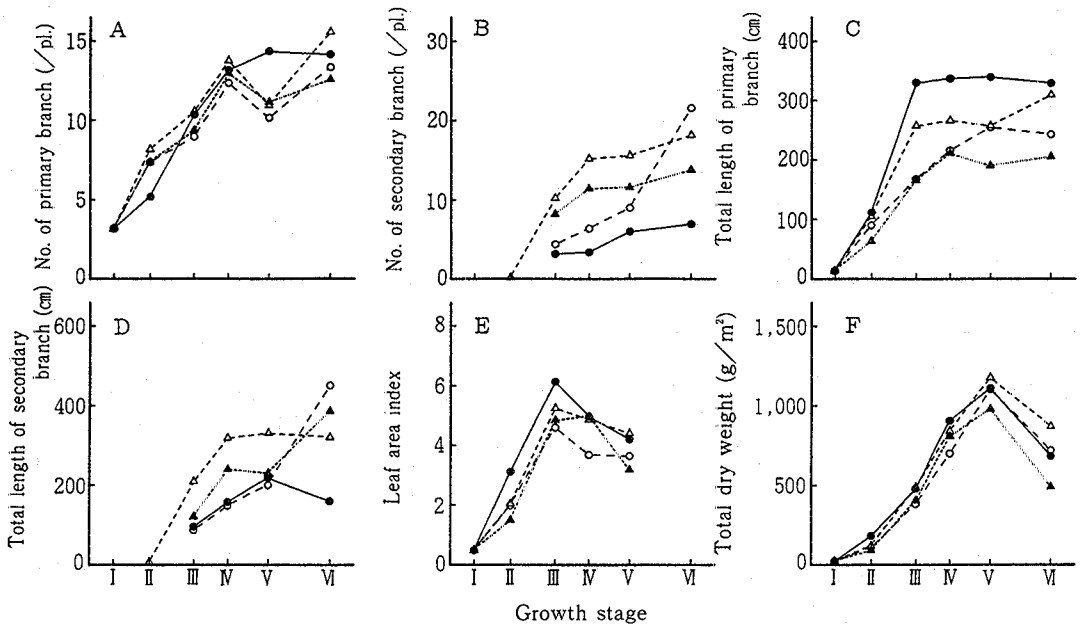 A
No. of primary branch (/pl.)
15
10
5
0
B
No. of secondary branch (/pl.)
30
20
10
0
C
Total length of primary
branch (㎝)
400
300
200
100
0
D
Total length of secondary
branch (㎝)
600
400
200
0
I II III IV V VI
E
Leaf area index
8
6
4
2
0
I II III IV V VI
F
Total dry weight (g/m²)
1,500
1,000
500
0
I II III IV V VI
Growth stage